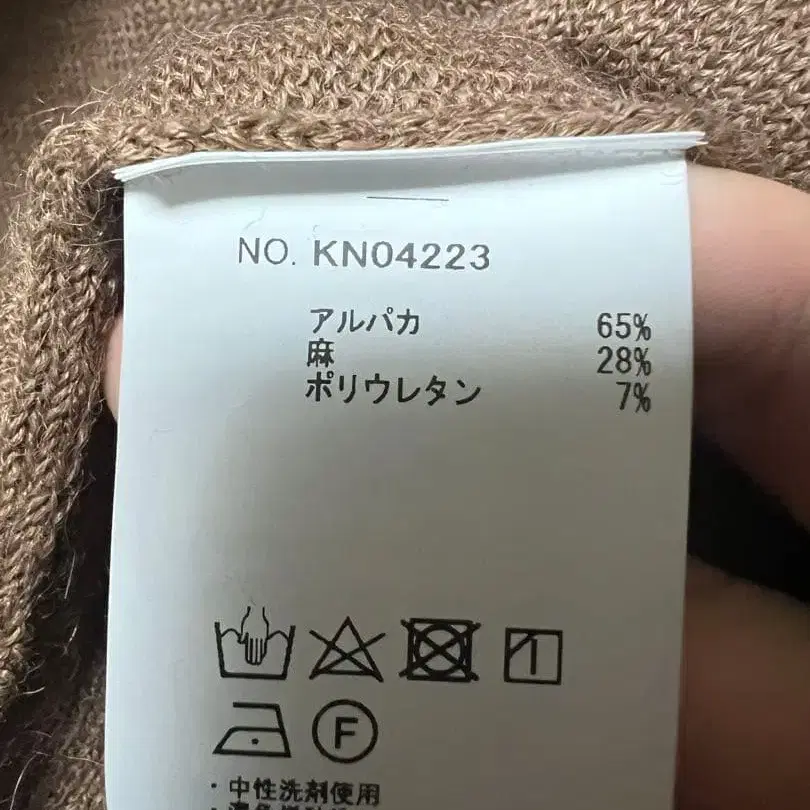 NO. KN04223
アルパカ 65%
麻 28%
ポリウレタン 7%
F
・中性洗剤使用